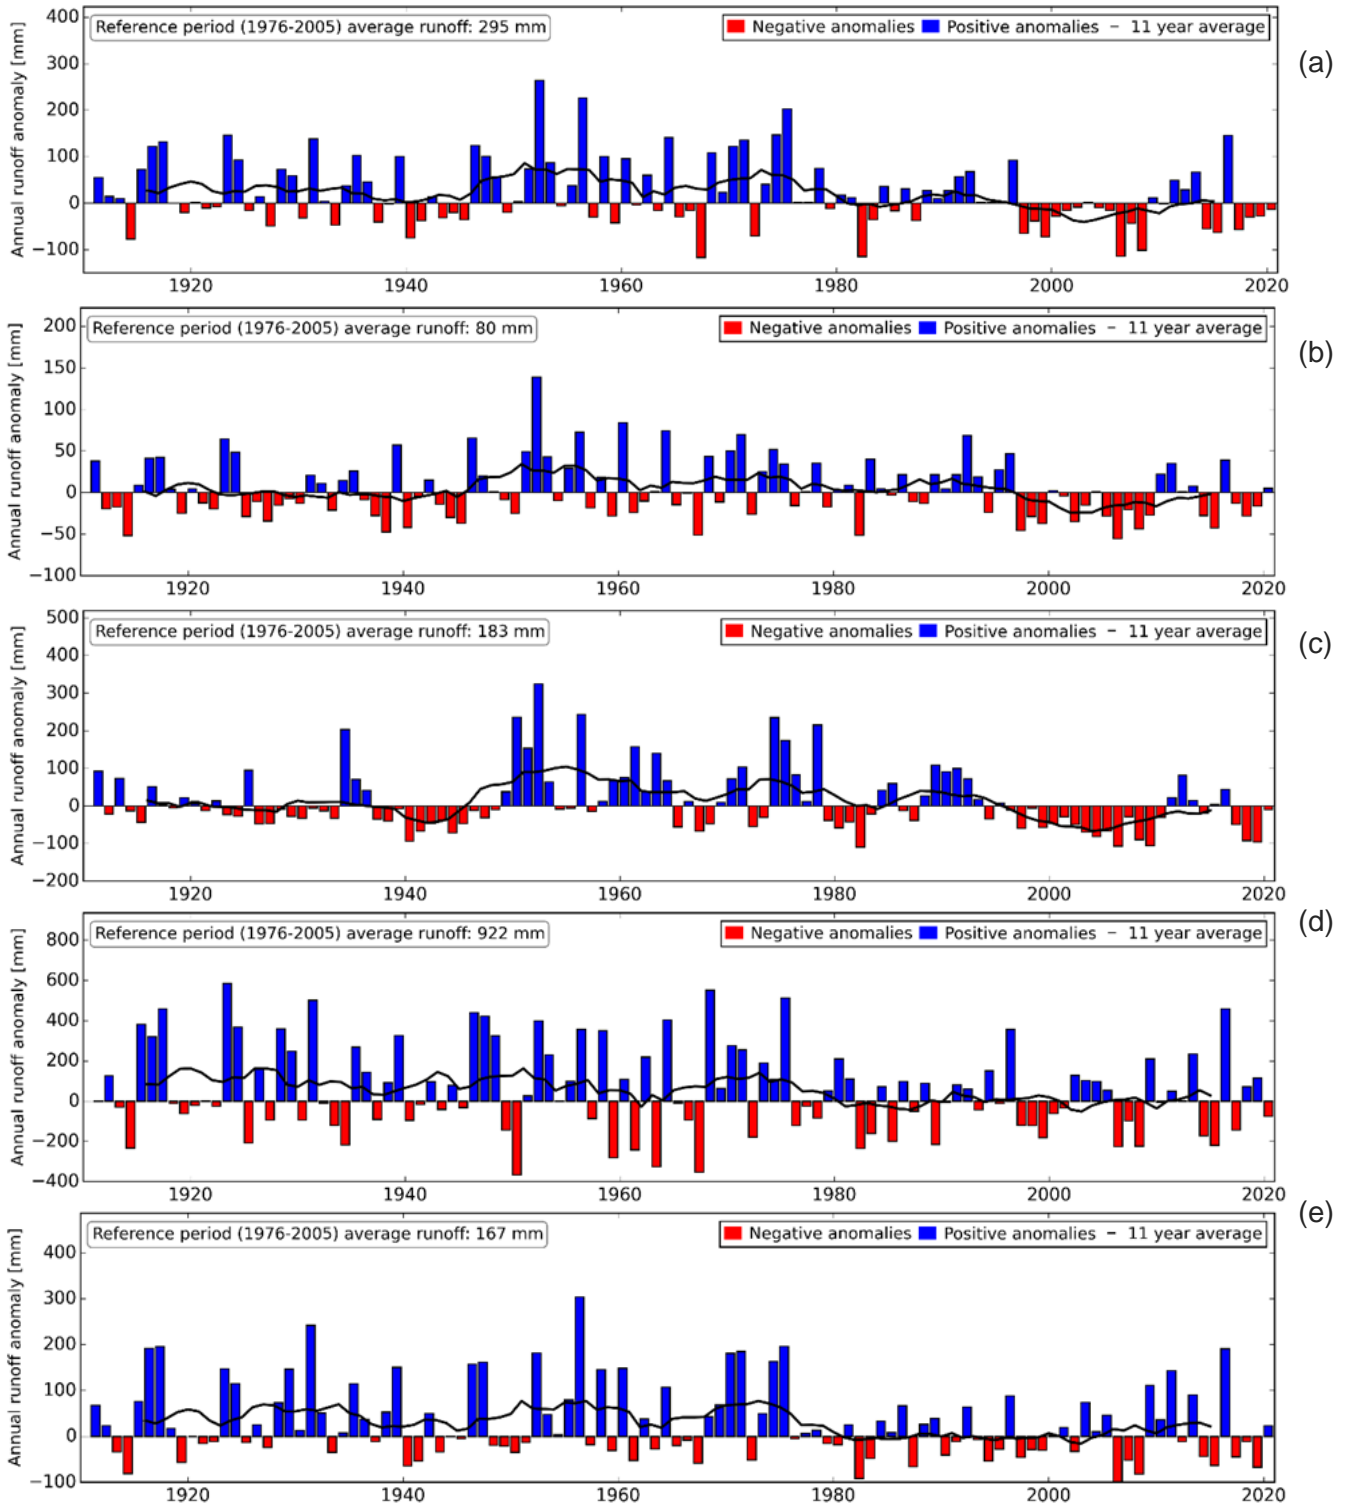 Reference period (1976-2005) average runoff: 295 mm
Negative anomalies Positive anomalies – 11 year average
(a)
Annual runoff anomaly [mm]
400
300
200
100
0
−100
1920 1940 1960 1980 2000 2020
Reference period (1976-2005) average runoff: 80 mm
Negative anomalies Positive anomalies – 11 year average
(b)
Annual runoff anomaly [mm]
200
150
100
50
0
−50
−100
1920 1940 1960 1980 2000 2020
Reference period (1976-2005) average runoff: 183 mm
Negative anomalies Positive anomalies – 11 year average
(c)
Annual runoff anomaly [mm]
500
400
300
200
100
0
−100
−200
1920 1940 1960 1980 2000 2020
Reference period (1976-2005) average runoff: 922 mm
Negative anomalies Positive anomalies – 11 year average
(d)
Annual runoff anomaly [mm]
800
600
400
200
0
−200
−400
1920 1940 1960 1980 2000 2020
Reference period (1976-2005) average runoff: 167 mm
Negative anomalies Positive anomalies – 11 year average
(e)
Annual runoff anomaly [mm]
400
300
200
100
0
−100
1920 1940 1960 1980 2000 2020